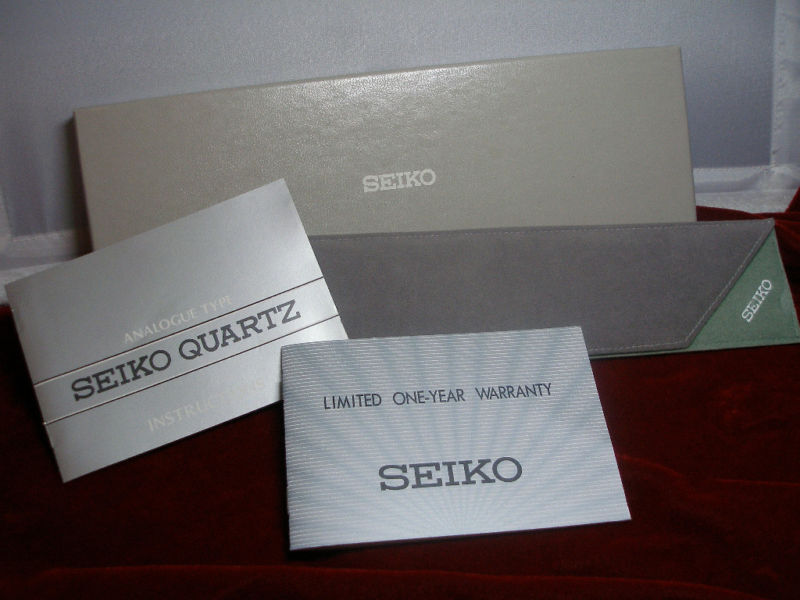 SEIKO
SEIKO
ANALOGUE TYPE
SEIKO QUARTZ
LIMITED ONE-YEAR WARRANTY
SEIKO